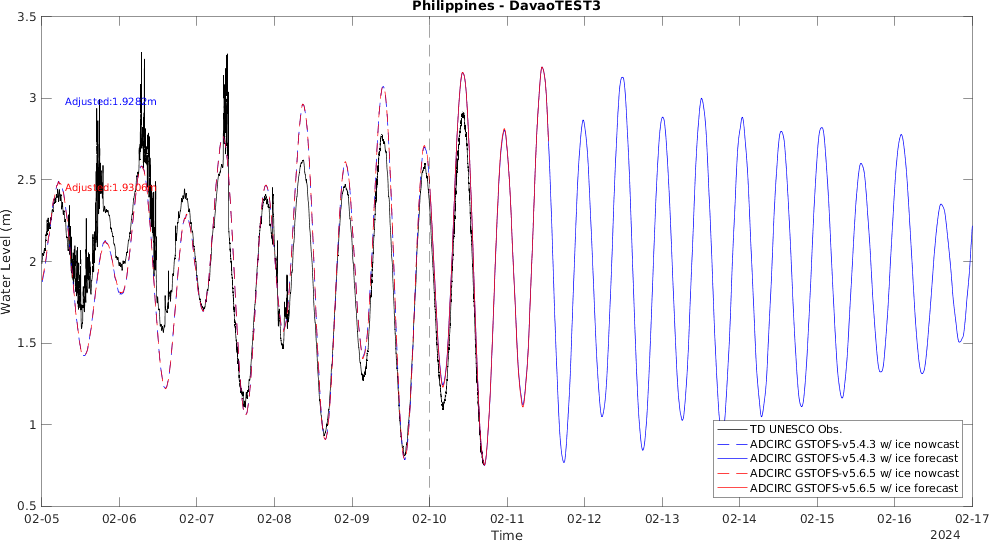 Philippines - DavaoTEST3
Water Level (m)
3.5
3
2.5
2
1.5
1
0.5
Adjusted:1.9282m
Adjusted:1.9306m
TD UNESCO Obs.
ADCIRC GSTOFS-v5.4.3 w/ ice nowcast
ADCIRC GSTOFS-v5.4.3 w/ ice forecast
ADCIRC GSTOFS-v5.6.5 w/ ice nowcast
ADCIRC GSTOFS-v5.6.5 w/ ice forecast
02-05 02-06 02-07 02-08 02-09 02-10 02-11 02-12 02-13 02-14 02-15 02-16 02-17
Time
2024